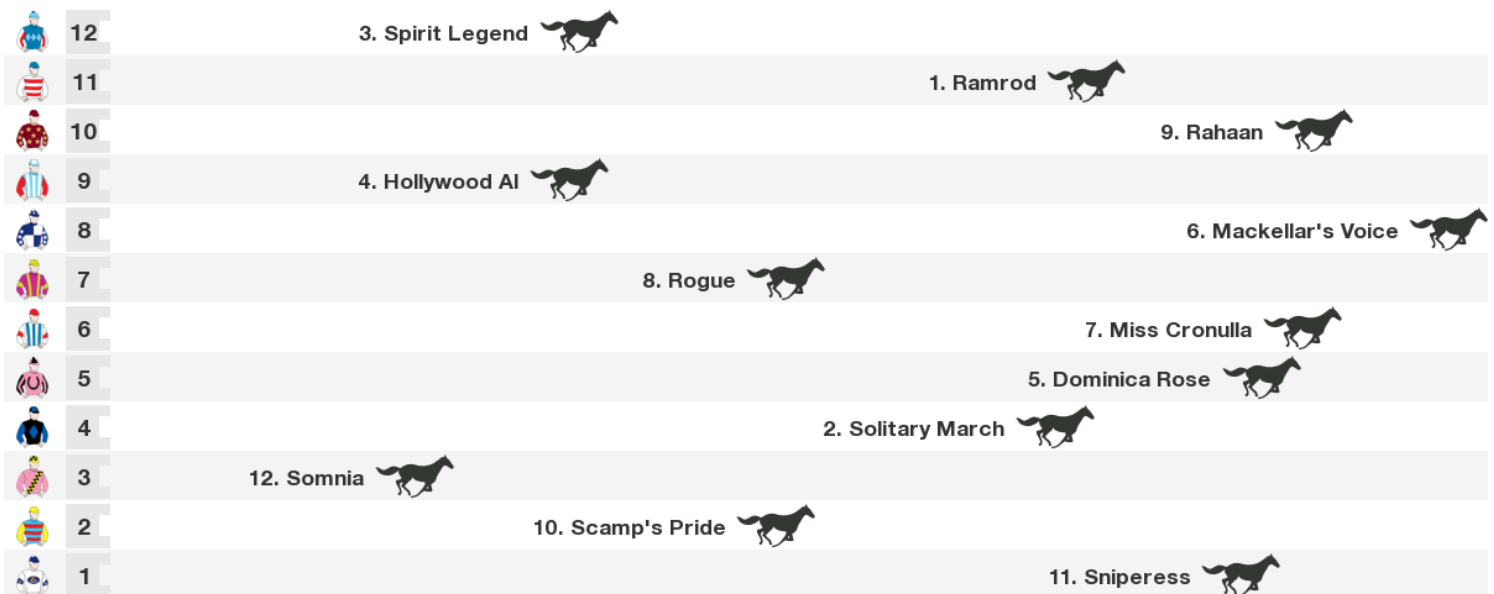 12 3. Spirit Legend
11 1. Ramrod
10 9. Rahaan
9 4. Hollywood Al
8 6. Mackellar's Voice
7 8. Rogue
6 7. Miss Cronulla
5 5. Dominica Rose
4 2. Solitary March
3 12. Somnia
2 10. Scamp's Pride
1 11. Sniperess